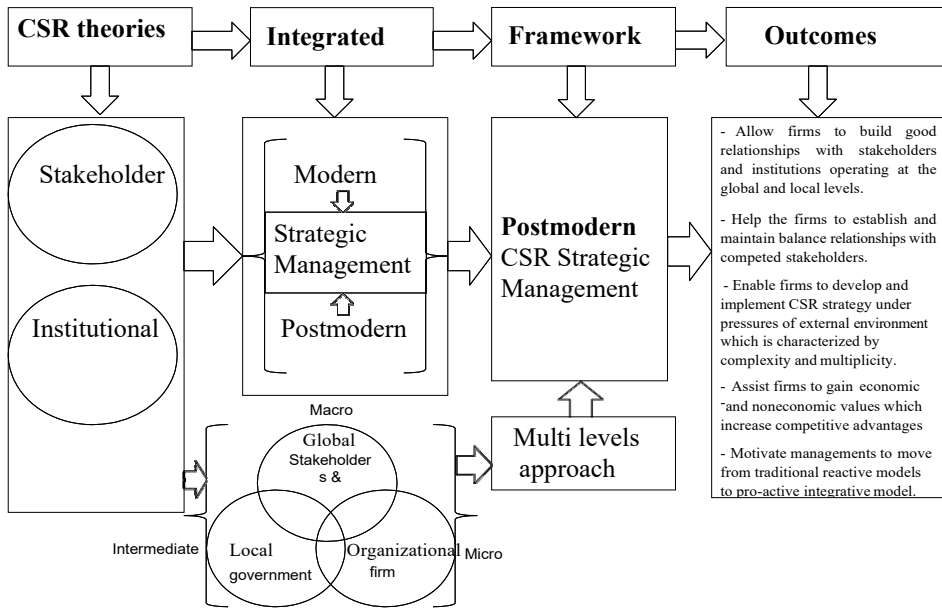 CSR theories
Integrated
Framework
Outcomes
Stakeholder
Institutional
Modern
Strategic
Management
Postmodern
Postmodern
CSR Strategic
Management
- Allow firms to build good
relationships with stakeholders
and institutions operating at the
global and local levels.
- Help the firms to establish and
maintain balance relationships with
competed stakeholders.
- Enable firms to develop and
implement CSR strategy under
pressures of external environment
which is characterized by
complexity and multiplicity.
- Assist firms to gain economic
-and noneconomic values which
increase competitive advantages
- Motivate managements to move
from traditional reactive models
to pro-active integrative model.
Macro
Global
Stakeholder
s &
Multi levels
approach
Intermediate
Local
government
Organizational
firm
Micro